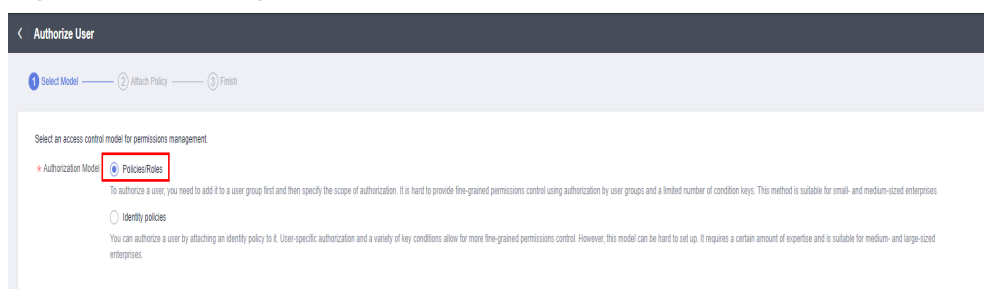 < Authorize User
1 Select Model 2 Attach Policy 3 Finish
Select an access control model for permissions management.
* Authorization Model Policies/Roles
To authorize a user, you need to add it to a user group first and then specify the scope of authorization. It is hard to provide fine-grained permissions control using authorization by user groups and a limited number of condition keys. This method is suitable for small- and medium-sized enterprises.
Identity policies
You can authorize a user by attaching an identity policy to it. User-specific authorization and a variety of key conditions allow for more fine-grained permissions control. However, this model can be hard to set up. It requires a certain amount of expertise and is suitable for medium- and large-sized
enterprises.